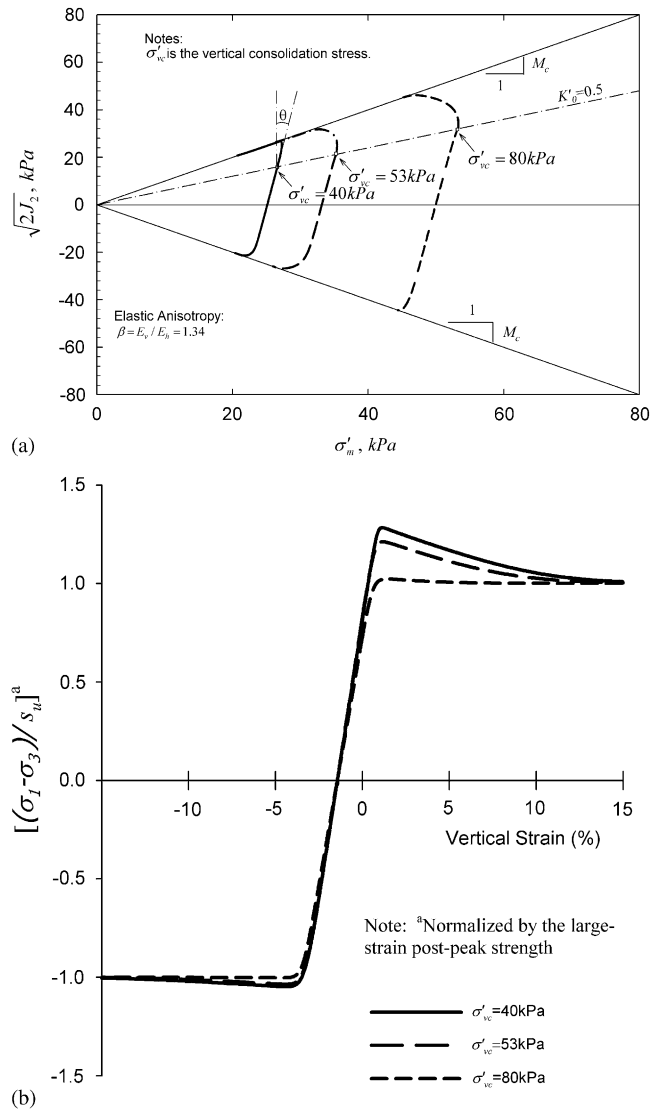 80
60
40
20
0
-20
-40
-60
-80
√2J₂, kPa
Notes:
σ′vc is the vertical consolidation stress.
Mc
1
K′₀=0.5
θ
σ′vc = 80kPa
σ′vc = 53kPa
σ′vc = 40kPa
Elastic Anisotropy:
β = Ev / Eh = 1.34
1
Mc
0 20 40 60 80
(a)
σ′m, kPa
1.5
1.0
0.5
0.0
-0.5
-1.0
-1.5
[(σ1-σ3)/su]ª
-10 -5 0 5 10 15
Vertical Strain (%)
Note: ªNormalized by the large-
strain post-peak strength
σ′vc=40kPa
σ′vc=53kPa
σ′vc=80kPa
(b)